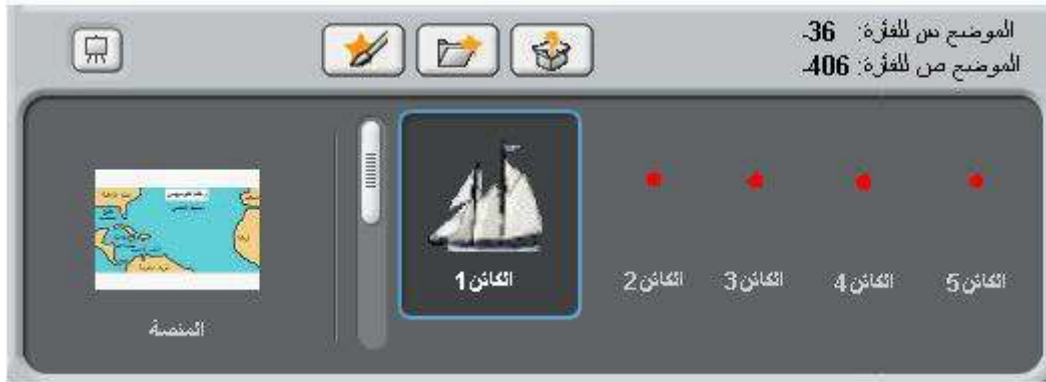 الموضع س للفأرة: 36-
الموضع ص للفأرة: 406-
الكائن 1
الكائن 2
الكائن 3
الكائن 4
الكائن 5
المنصة